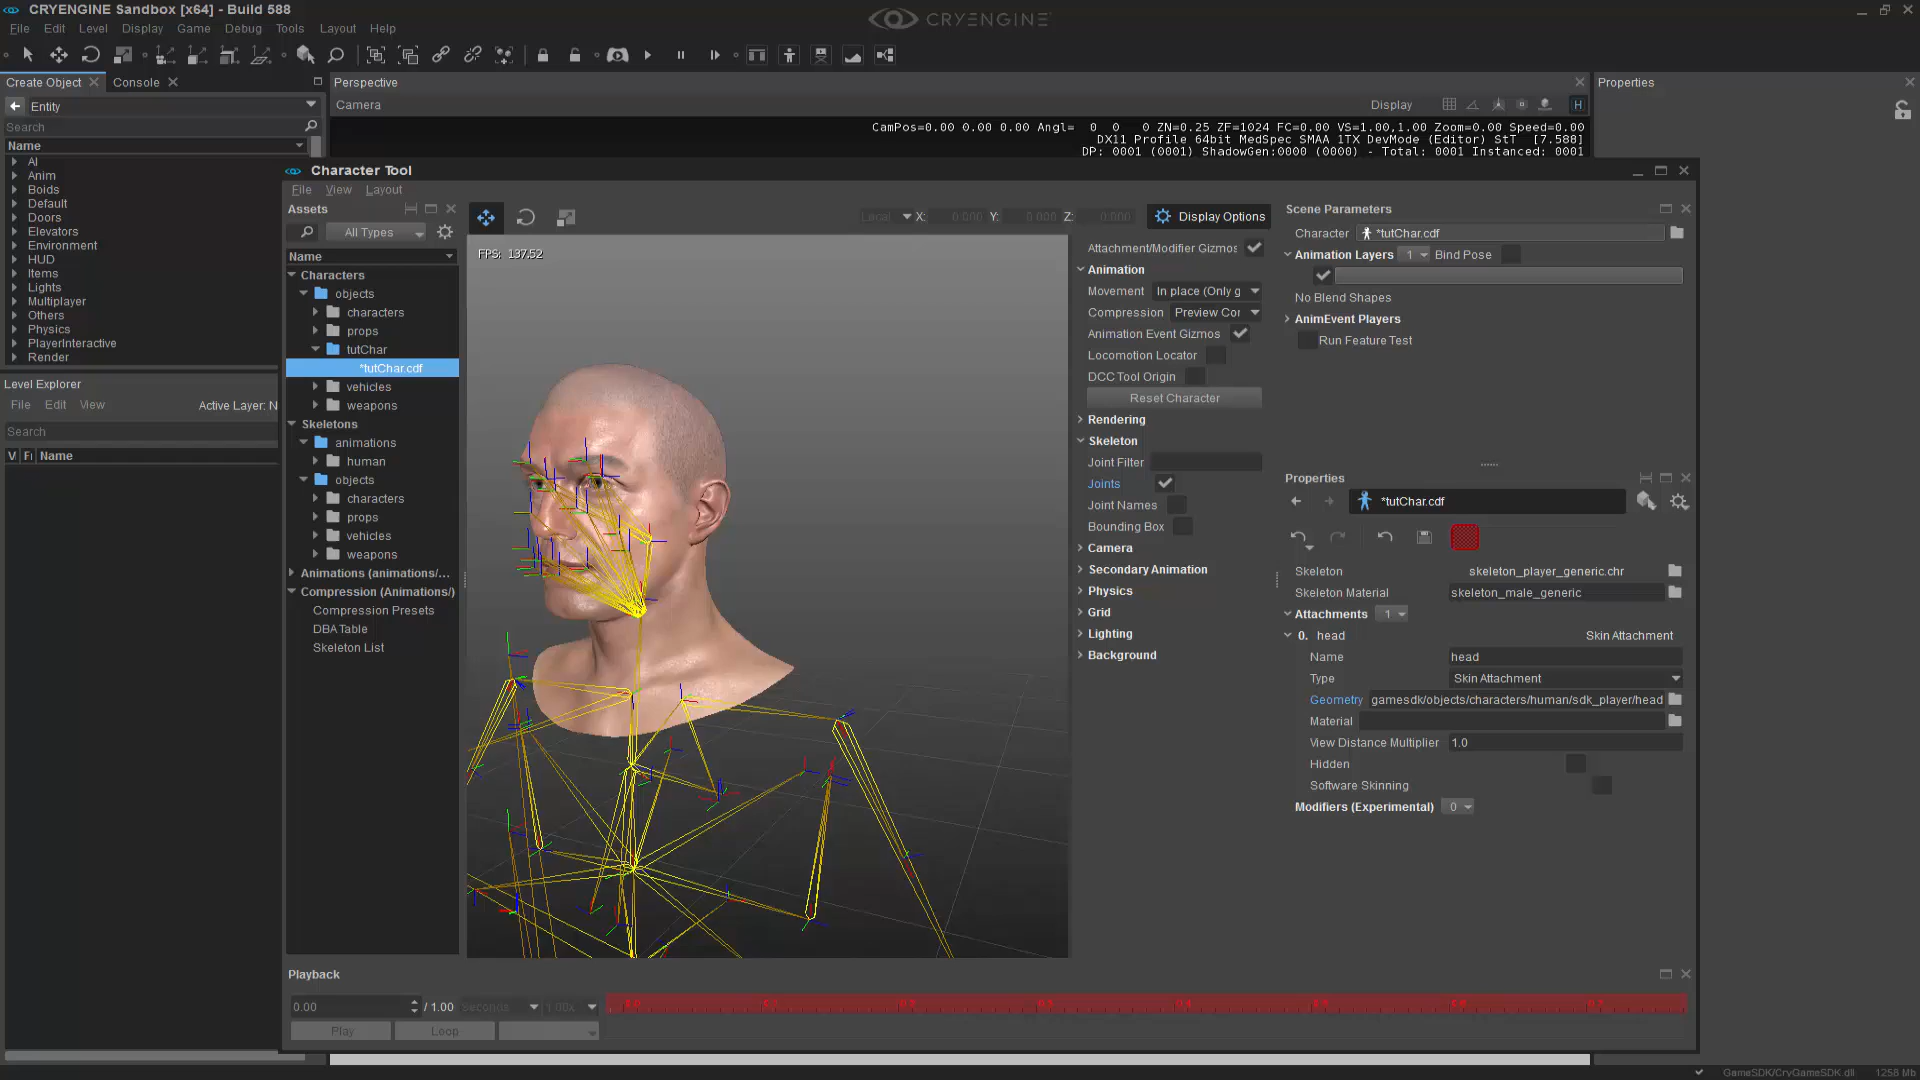 CRYENGINE Sandbox [x64] - Build 588
CRYENGINE
File Edit Level Display Game Debug Tools Layout Help
Create Object
Console
Perspective
Properties
Entity
Camera
Display
H
Search
CamPos=0.00 0.00 0.00 Angl= 0 0 0 ZN=0.25 ZF=1024 FC=0.00 VS=1.00,1.00 Zoom=0.00 Speed=0.00
DX11 Profile 64bit MedSpec SMAA 1TX DevMode (Editor) StT [7.588]
DP: 0001 (0001) ShadowGen:0000 (0000) - Total: 0001 Instanced: 0001
Name
AI
Anim
Boids
Default
Doors
Elevators
Environment
HUD
Items
Lights
Multiplayer
Others
Physics
PlayerInteractive
Render
Level Explorer
File Edit View
Active Layer: N
Search
V Fi Name
Character Tool
File View Layout
Assets
All Types
Name
Characters
objects
characters
props
tutChar
*tutChar.cdf
vehicles
weapons
Skeletons
animations
human
objects
characters
props
vehicles
weapons
Animations (animations/...
Compression (Animations/)
Compression Presets
DBA Table
Skeleton List
Local X: 0.000 Y: 0.000 Z: 0.000
Display Options
FPS: 137.52
Attachment/Modifier Gizmos
Animation
Movement In place (Only g
Compression Preview Cor
Animation Event Gizmos
Locomotion Locator
DCC Tool Origin
Reset Character
Rendering
Skeleton
Joint Filter
Joints
Joint Names
Bounding Box
Camera
Secondary Animation
Physics
Grid
Lighting
Background
Scene Parameters
Character *tutChar.cdf
Animation Layers 1 Bind Pose
No Blend Shapes
AnimEvent Players
Run Feature Test
Properties
*tutChar.cdf
Skeleton skeleton_player_generic.chr
Skeleton Material skeleton_male_generic
Attachments 1
0. head Skin Attachment
Name head
Type Skin Attachment
Geometry gamesdk/objects/characters/human/sdk_player/head
Material
View Distance Multiplier 1.0
Hidden
Software Skinning
Modifiers (Experimental) 0
Playback
0.00 / 1.00 Seconds 1.00x
Play Loop
GameSDK/CryGameSDK.dll 1258 Mb